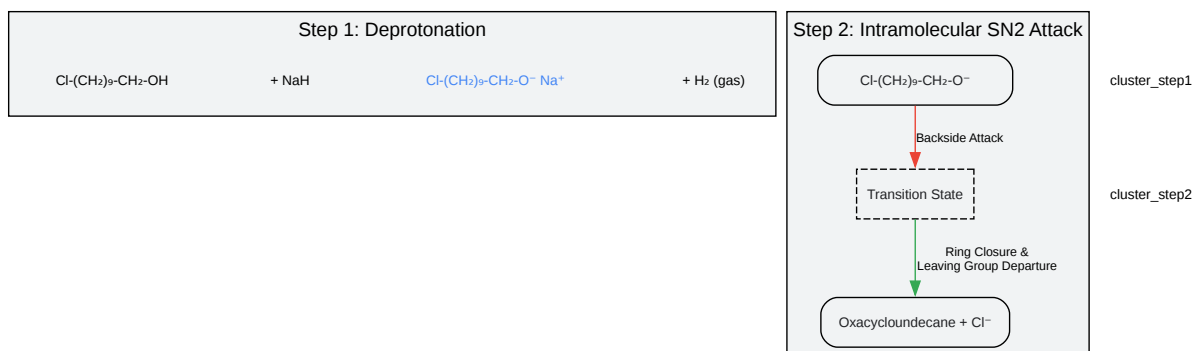 Step 1: Deprotonation
Cl-(CH₂)₉-CH₂-OH
+ NaH
Cl-(CH₂)₉-CH₂-O⁻ Na⁺
+ H₂ (gas)
Step 2: Intramolecular SN2 Attack
Cl-(CH₂)₉-CH₂-O⁻
Backside Attack
Transition State
Ring Closure &
Leaving Group Departure
Oxacycloundecane + Cl⁻
cluster_step1
cluster_step2